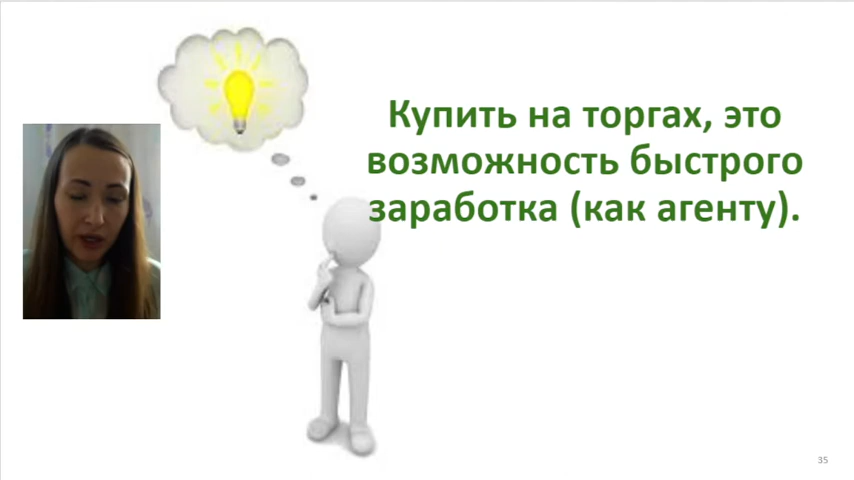 Купить на торгах, это
возможность быстрого
заработка (как агенту).
35